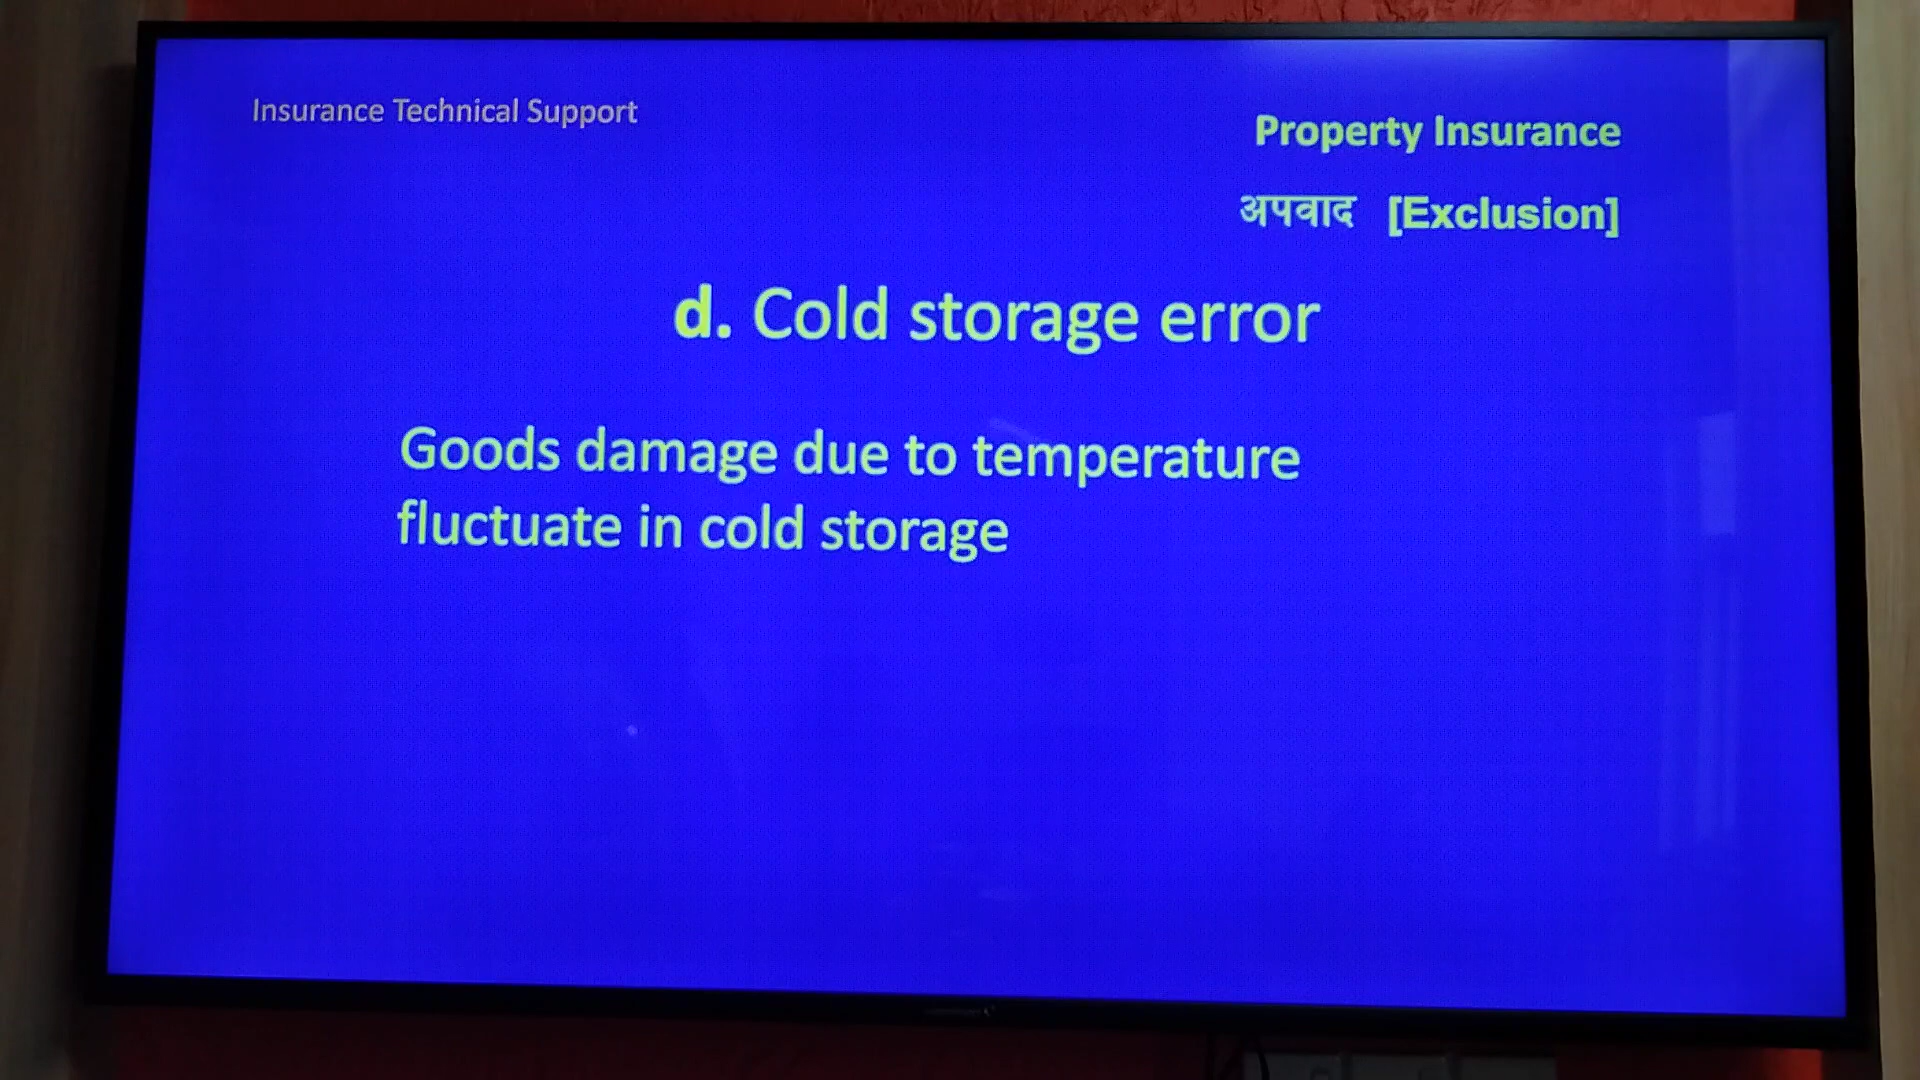 Insurance Technical Support
Property Insurance
अपवाद [Exclusion]
d. Cold storage error
Goods damage due to temperature
fluctuate in cold storage